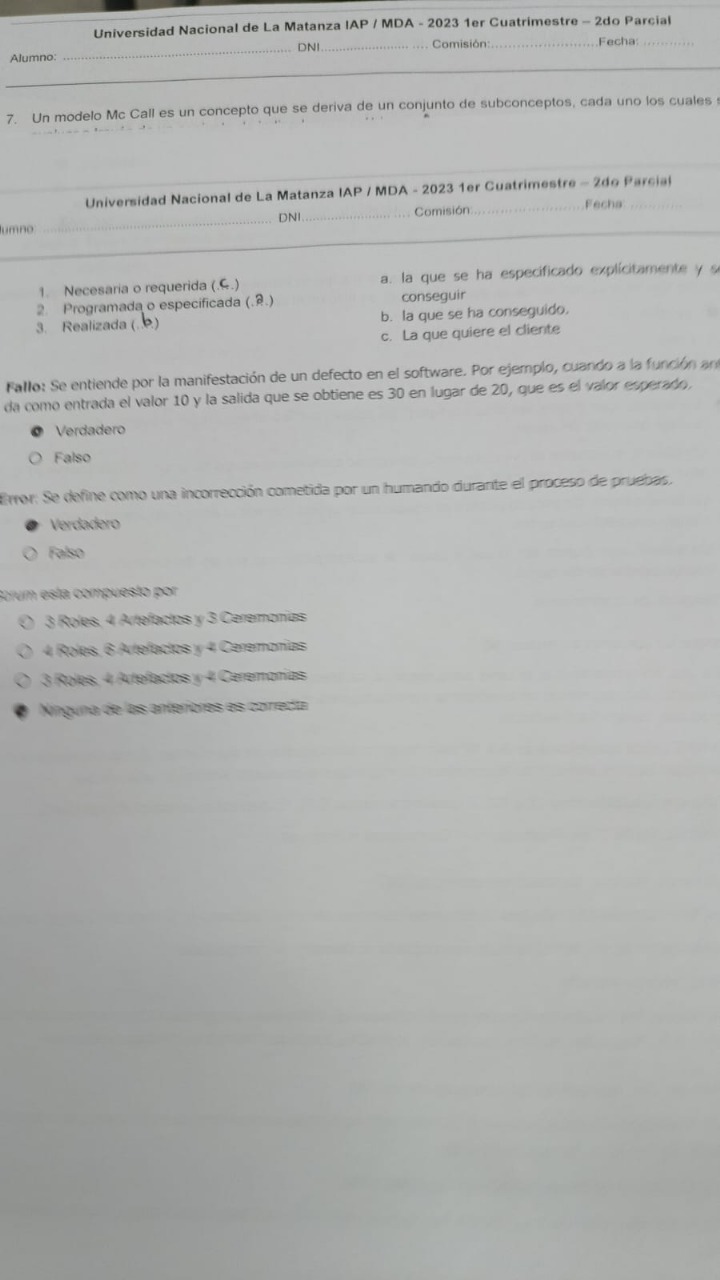 Universidad Nacional de La Matanza IAP / MDA - 2023 1er Cuatrimestre – 2do Parcial
Alumno: ........................ DNI........................ Comisión:........................Fecha: ............
7. Un modelo Mc Call es un concepto que se deriva de un conjunto de subconceptos, cada uno los cuales
Universidad Nacional de La Matanza IAP / MDA - 2023 1er Cuatrimestre – 2do Parcial
lumno: ........................ DNI........................ Comisión:........................Fecha: ............
1. Necesaria o requerida (.c.)
2. Programada o especificada (.a.)
3. Realizada (.b.)
a. la que se ha especificado explícitamente y
conseguir
b. la que se ha conseguido.
c. La que quiere el cliente
Fallo: Se entiende por la manifestación de un defecto en el software. Por ejemplo, cuando a la función
da como entrada el valor 10 y la salida que se obtiene es 30 en lugar de 20, que es el valor esperado.
Verdadero
Falso
Error: Se define como una incorrección cometida por un humando durante el proceso de pruebas.
Verdadero
Falso
esta compuesto por
3 Roles, 4 Artefactos y 3 Ceremonias
4 Roles, 6 Artefactos y 4 Ceremonias
3 Roles, 4 Artefactos y 4 Ceremonias
Ninguna de las anteriores es correcta